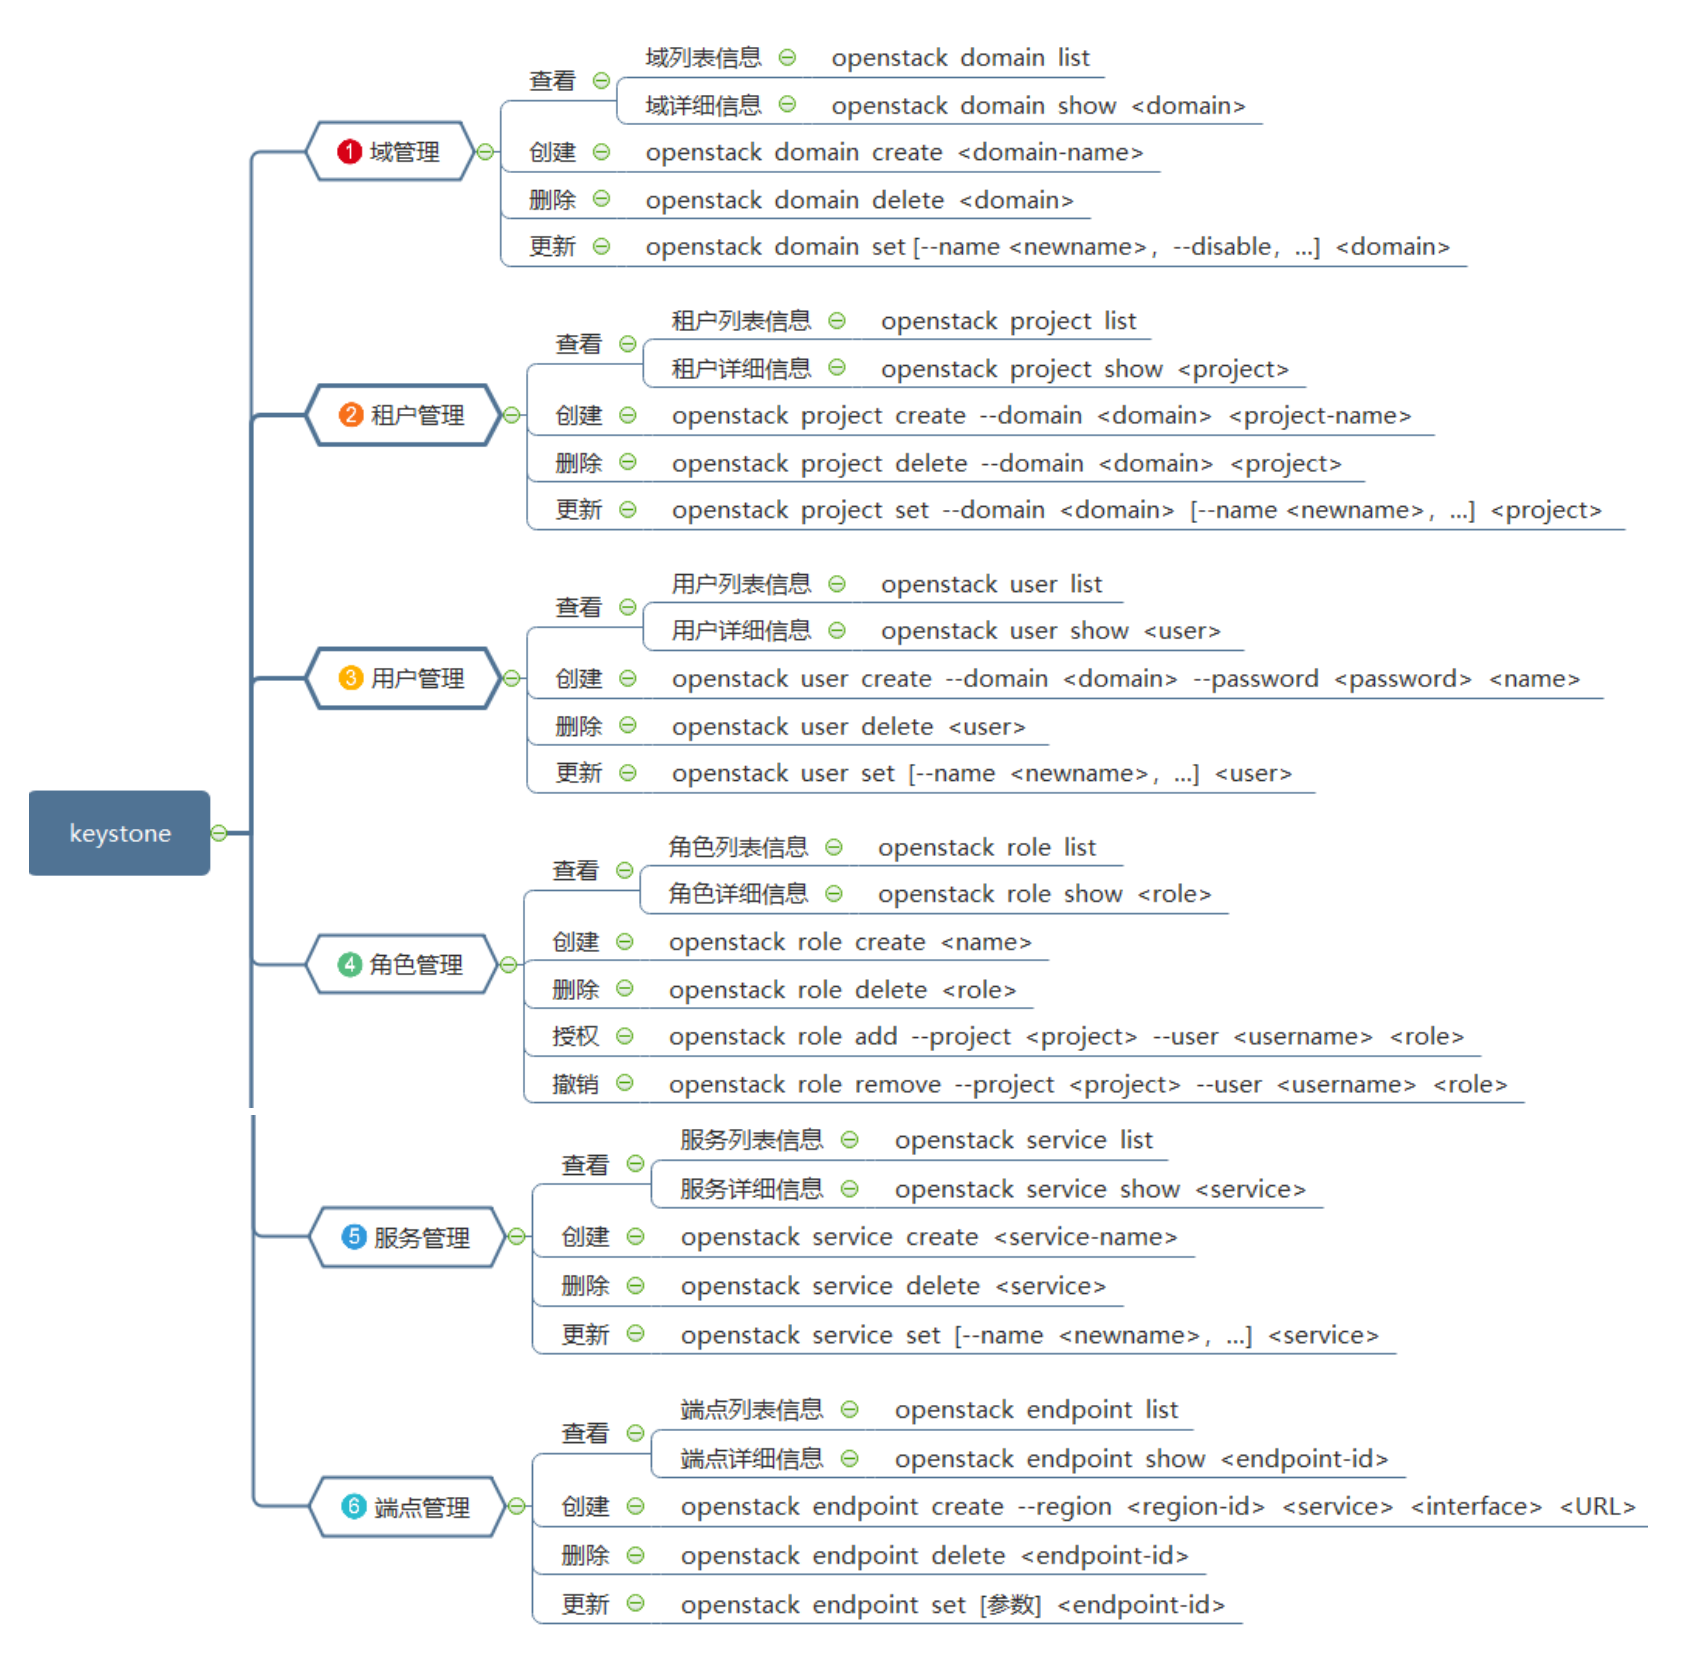 keystone
1 域管理
查看
域列表信息 openstack domain list
域详细信息 openstack domain show <domain>
创建 openstack domain create <domain-name>
删除 openstack domain delete <domain>
更新 openstack domain set [--name <newname>，--disable，...] <domain>
2 租户管理
查看
租户列表信息 openstack project list
租户详细信息 openstack project show <project>
创建 openstack project create --domain <domain> <project-name>
删除 openstack project delete --domain <domain> <project>
更新 openstack project set --domain <domain> [--name <newname>，...] <project>
3 用户管理
查看
用户列表信息 openstack user list
用户详细信息 openstack user show <user>
创建 openstack user create --domain <domain> --password <password> <name>
删除 openstack user delete <user>
更新 openstack user set [--name <newname>，...] <user>
4 角色管理
查看
角色列表信息 openstack role list
角色详细信息 openstack role show <role>
创建 openstack role create <name>
删除 openstack role delete <role>
授权 openstack role add --project <project> --user <username> <role>
撤销 openstack role remove --project <project> --user <username> <role>
5 服务管理
查看
服务列表信息 openstack service list
服务详细信息 openstack service show <service>
创建 openstack service create <service-name>
删除 openstack service delete <service>
更新 openstack service set [--name <newname>，...] <service>
6 端点管理
查看
端点列表信息 openstack endpoint list
端点详细信息 openstack endpoint show <endpoint-id>
创建 openstack endpoint create --region <region-id> <service> <interface> <URL>
删除 openstack endpoint delete <endpoint-id>
更新 openstack endpoint set [参数] <endpoint-id>